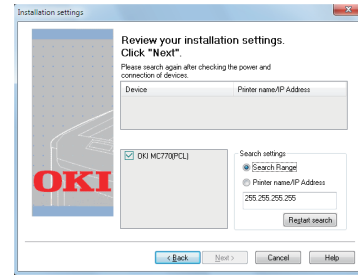 Installation settings
Review your installation settings.
Click "Next".
Please search again after checking the power and
connection of devices.
Device Printer name/IP Address
OKI MC770(PCL)
Search settings
Search Range
Printer name/IP Address
255.255.255.255
Restart search
OKI
< Back Next > Cancel Help